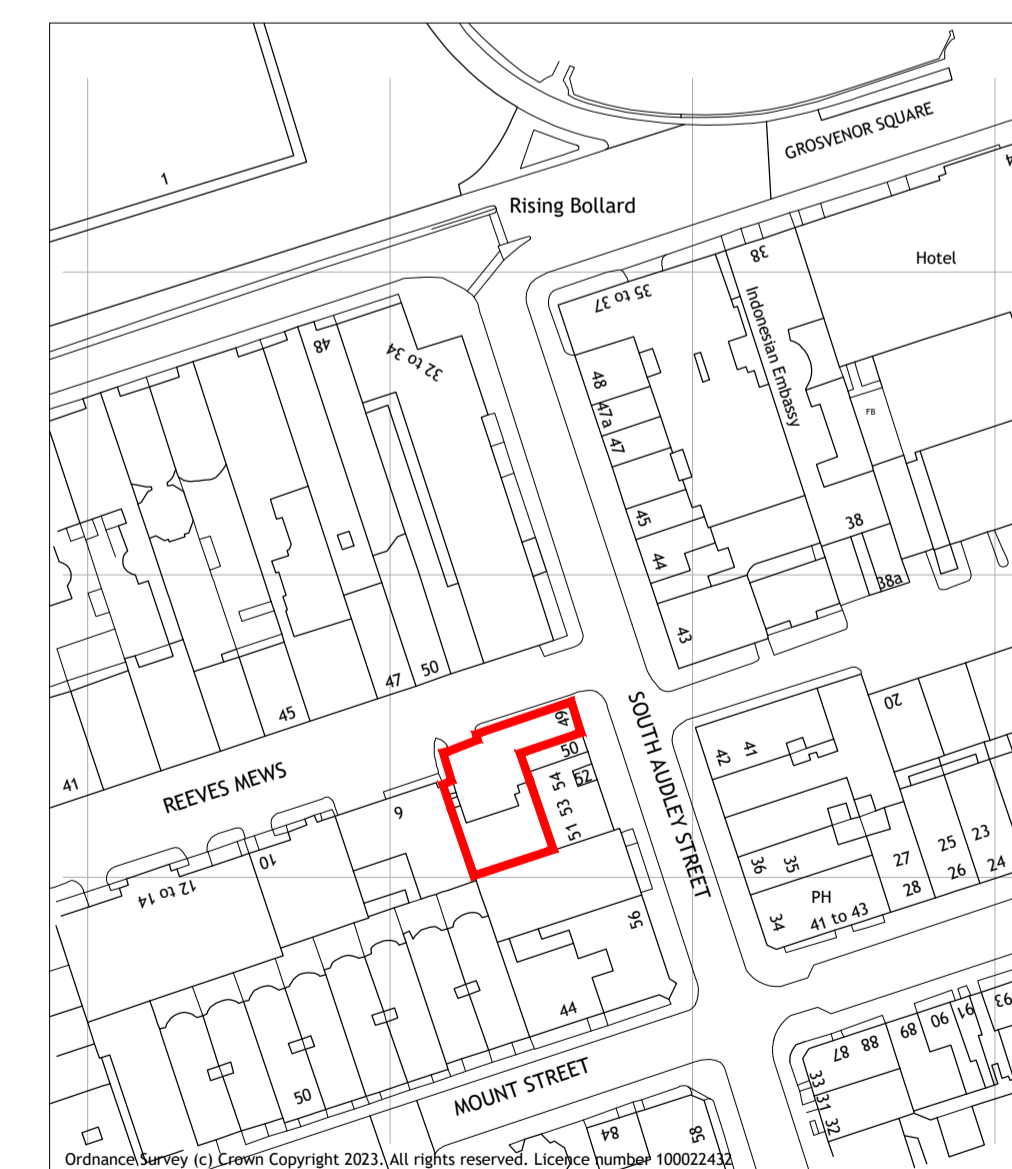 GROSVENOR SQUARE
1
Rising Bollard
4
38
Hotel
35 to 37
Indonesian Embassy
48
32 to 34
48
47a
47
FB
45
38
44
38a
43
47
50
45
41
REEVES MEWS
49
50
52
54
51 53
SOUTH AUDLEY STREET
20
42
41
9
10
12 to 14
36
35
27
25
23
28
26
24
PH
34
41 to 43
56
44
50
MOUNT STREET
87
88
89
90
91
93
33
31
32
84
58
Ordnance Survey (c) Crown Copyright 2023. All rights reserved. Licence number 100022432